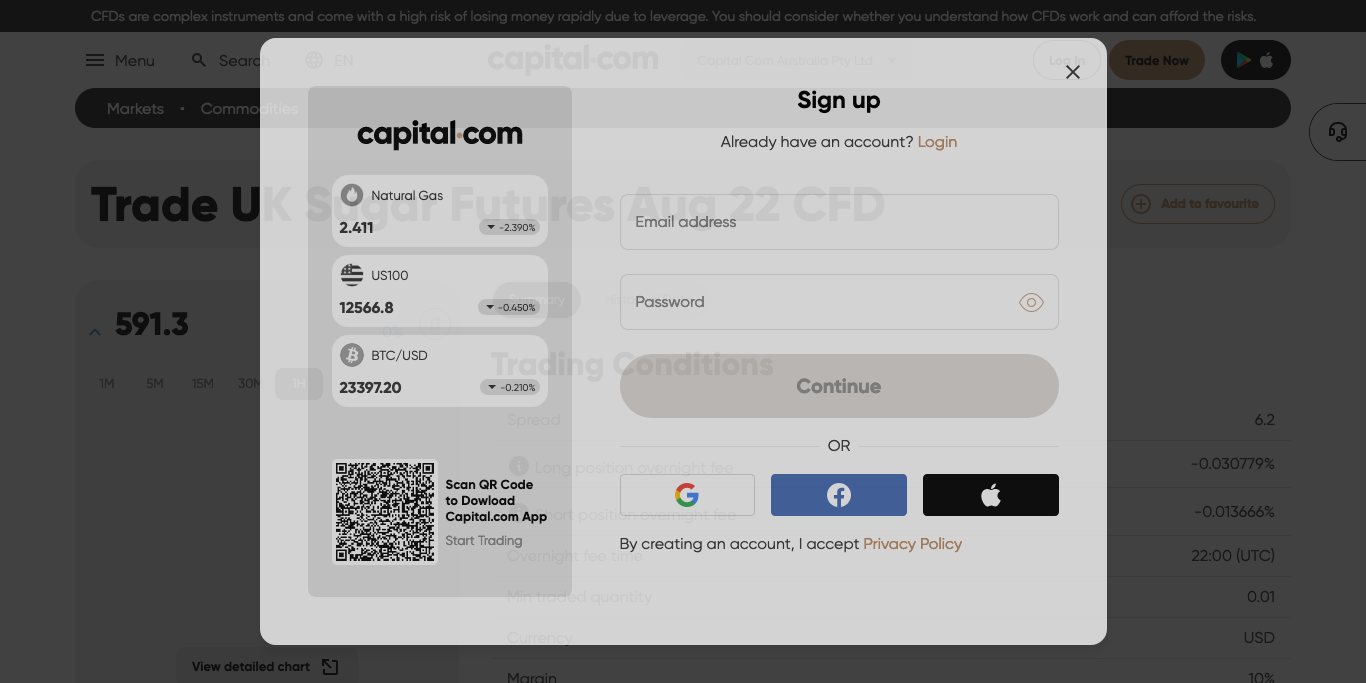 CFDs are complex instruments and come with a high risk of losing money rapidly due to leverage. You should consider whether you understand how CFDs work and can afford the risks.
Menu Search EN capital.com Capital Com Australia Pty Ltd Log In Trade Now
Markets • Commodities
Trade UK Sugar Futures Aug 22 CFD
Add to favourite
591.3
1M 5M 15M 30M 1H
View detailed chart
Trading Conditions
Spread 6.2
Long position overnight fee -0.030779%
Short position overnight fee -0.013666%
Overnight fee time 22:00 (UTC)
Min traded quantity 0.01
Currency USD
Margin 10%
capital.com
Natural Gas
2.411 -2.390%
US100
12566.8 -0.450%
BTC/USD
23397.20 -0.210%
Scan QR Code
to Dowload
Capital.com App
Start Trading
Sign up
Already have an account? Login
Email address
Password
Continue
OR
By creating an account, I accept Privacy Policy